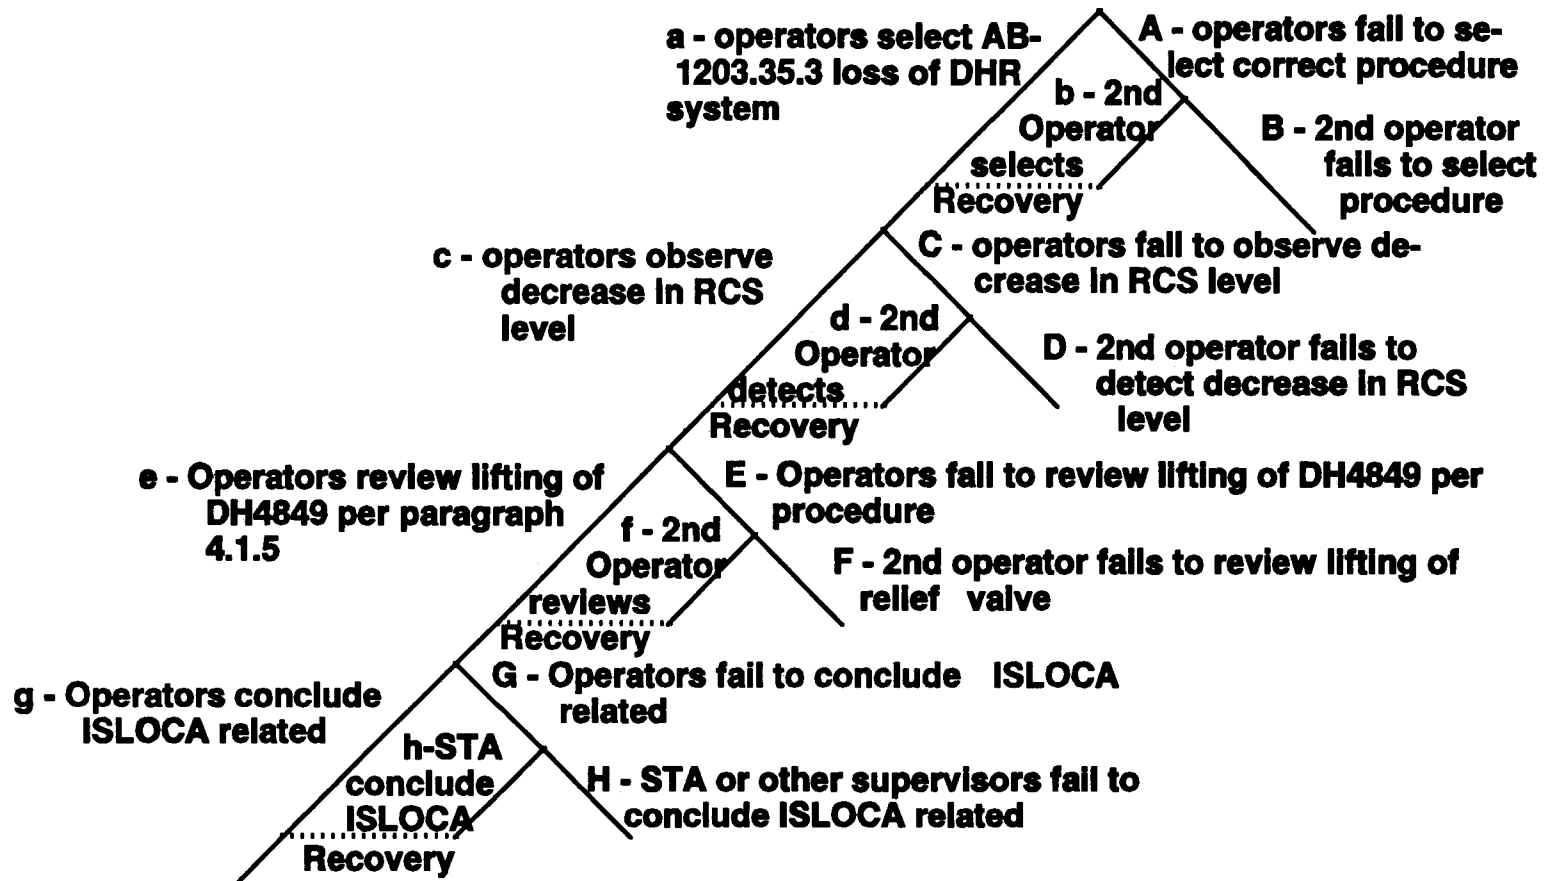 a - operators select AB-
1203.35.3 loss of DHR
system
A - operators fail to se-
lect correct procedure
b - 2nd
Operator
selects
Recovery
B - 2nd operator
fails to select
procedure
c - operators observe
decrease in RCS
level
C - operators fail to observe de-
crease in RCS level
d - 2nd
Operator
detects
Recovery
D - 2nd operator fails to
detect decrease in RCS
level
e - Operators review lifting of
DH4849 per paragraph
4.1.5
E - Operators fail to review lifting of DH4849 per
procedure
f - 2nd
Operator
reviews
Recovery
F - 2nd operator fails to review lifting of
relief valve
g - Operators conclude
ISLOCA related
G - Operators fail to conclude ISLOCA
related
h-STA
conclude
ISLOCA
Recovery
H - STA or other supervisors fail to
conclude ISLOCA related